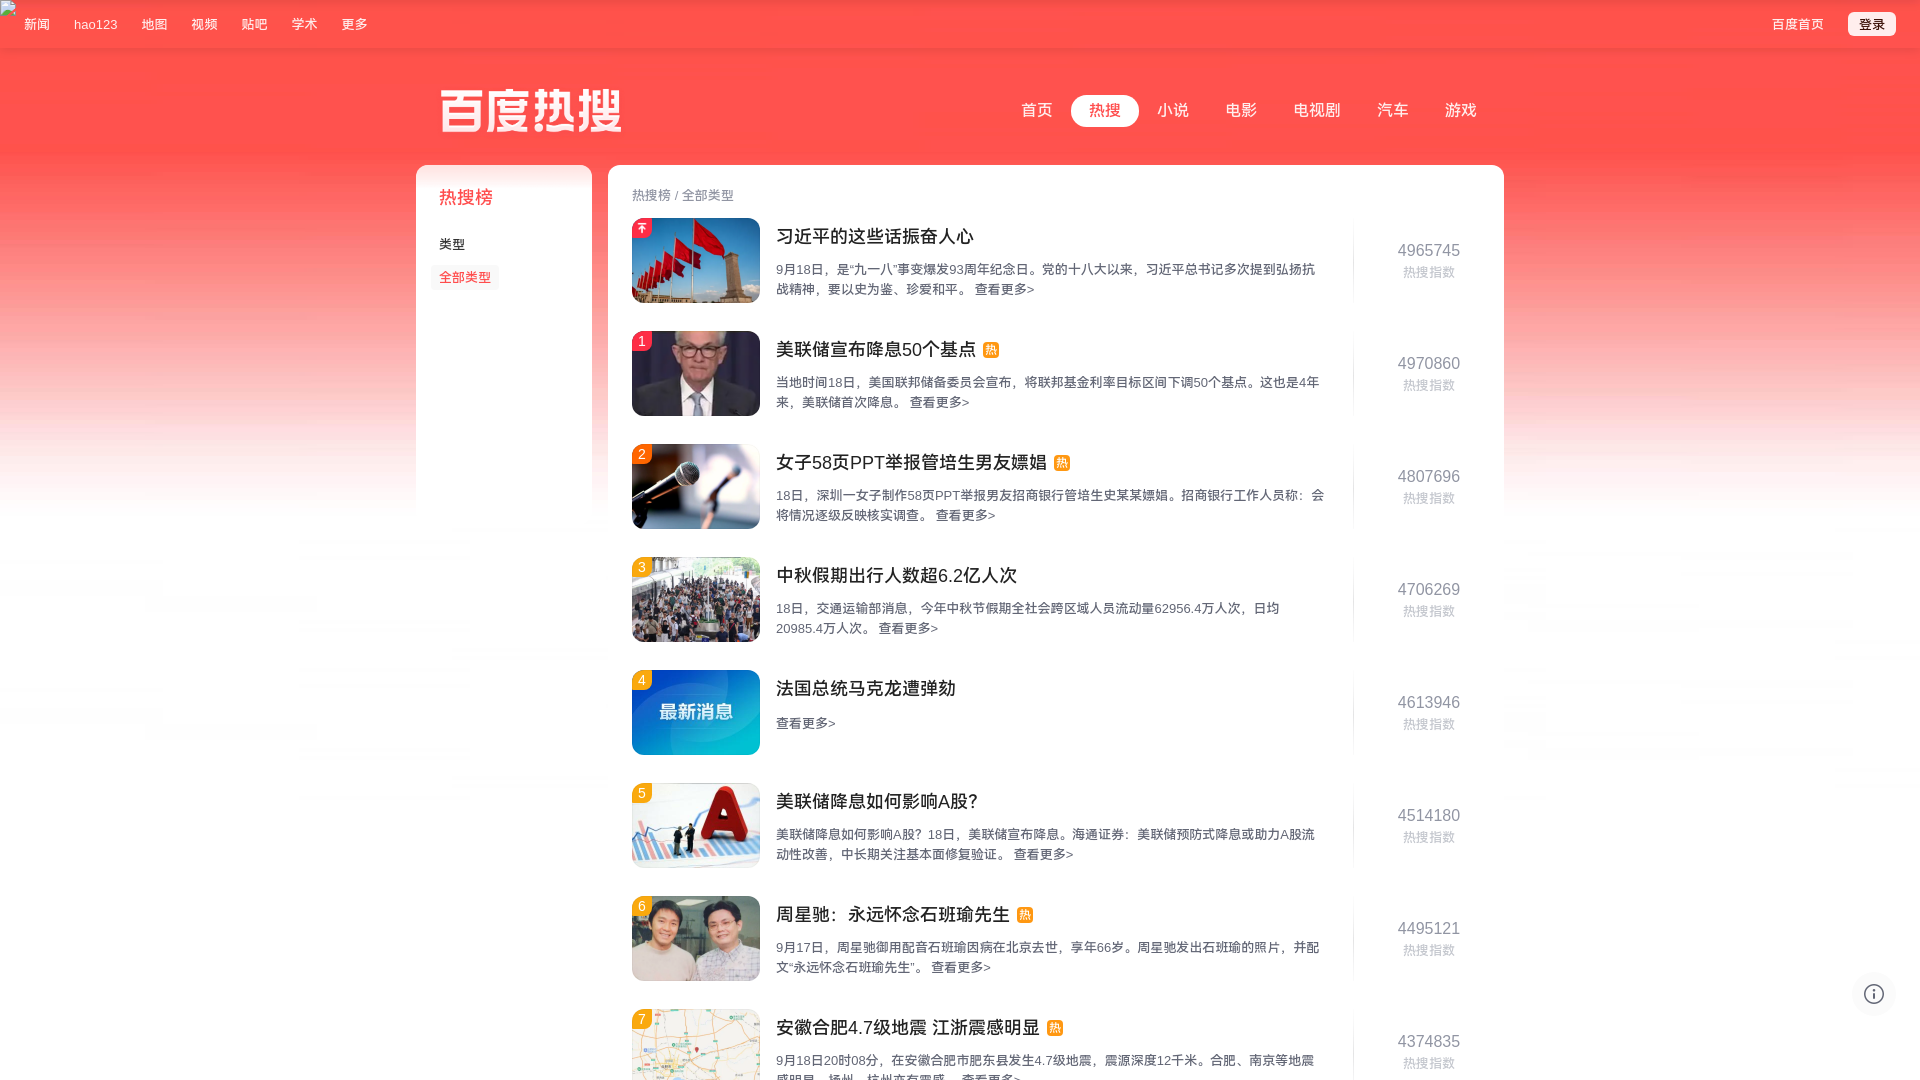 新闻 hao123 地图 视频 贴吧 学术 更多 百度首页 登录
百度热搜
首页 热搜 小说 电影 电视剧 汽车 游戏
热搜榜
类型
全部类型
热搜榜 / 全部类型
习近平的这些话振奋人心
9月18日，是“九一八”事变爆发93周年纪念日。党的十八大以来，习近平总书记多次提到弘扬抗
战精神，要以史为鉴、珍爱和平。 查看更多>
4965745
热搜指数
1
美联储宣布降息50个基点 热
当地时间18日，美国联邦储备委员会宣布，将联邦基金利率目标区间下调50个基点。这也是4年
来，美联储首次降息。 查看更多>
4970860
热搜指数
2
女子58页PPT举报管培生男友嫖娼 热
18日，深圳一女子制作58页PPT举报男友招商银行管培生史某某嫖娼。招商银行工作人员称：会
将情况逐级反映核实调查。 查看更多>
4807696
热搜指数
3
中秋假期出行人数超6.2亿人次
18日，交通运输部消息，今年中秋节假期全社会跨区域人员流动量62956.4万人次，日均
20985.4万人次。 查看更多>
4706269
热搜指数
4
最新消息
法国总统马克龙遭弹劾
查看更多>
4613946
热搜指数
5
A
美联储降息如何影响A股？
美联储降息如何影响A股？18日，美联储宣布降息。海通证券：美联储预防式降息或助力A股流
动性改善，中长期关注基本面修复验证。 查看更多>
4514180
热搜指数
6
周星驰：永远怀念石班瑜先生 热
9月17日，周星驰御用配音石班瑜因病在北京去世，享年66岁。周星驰发出石班瑜的照片，并配
文“永远怀念石班瑜先生”。 查看更多>
4495121
热搜指数
7
安徽合肥4.7级地震 江浙震感明显 热
9月18日20时08分，在安徽合肥市肥东县发生4.7级地震，震源深度12千米。合肥、南京等地震
感明显，扬州、杭州亦有震感。 查看更多>
4374835
热搜指数